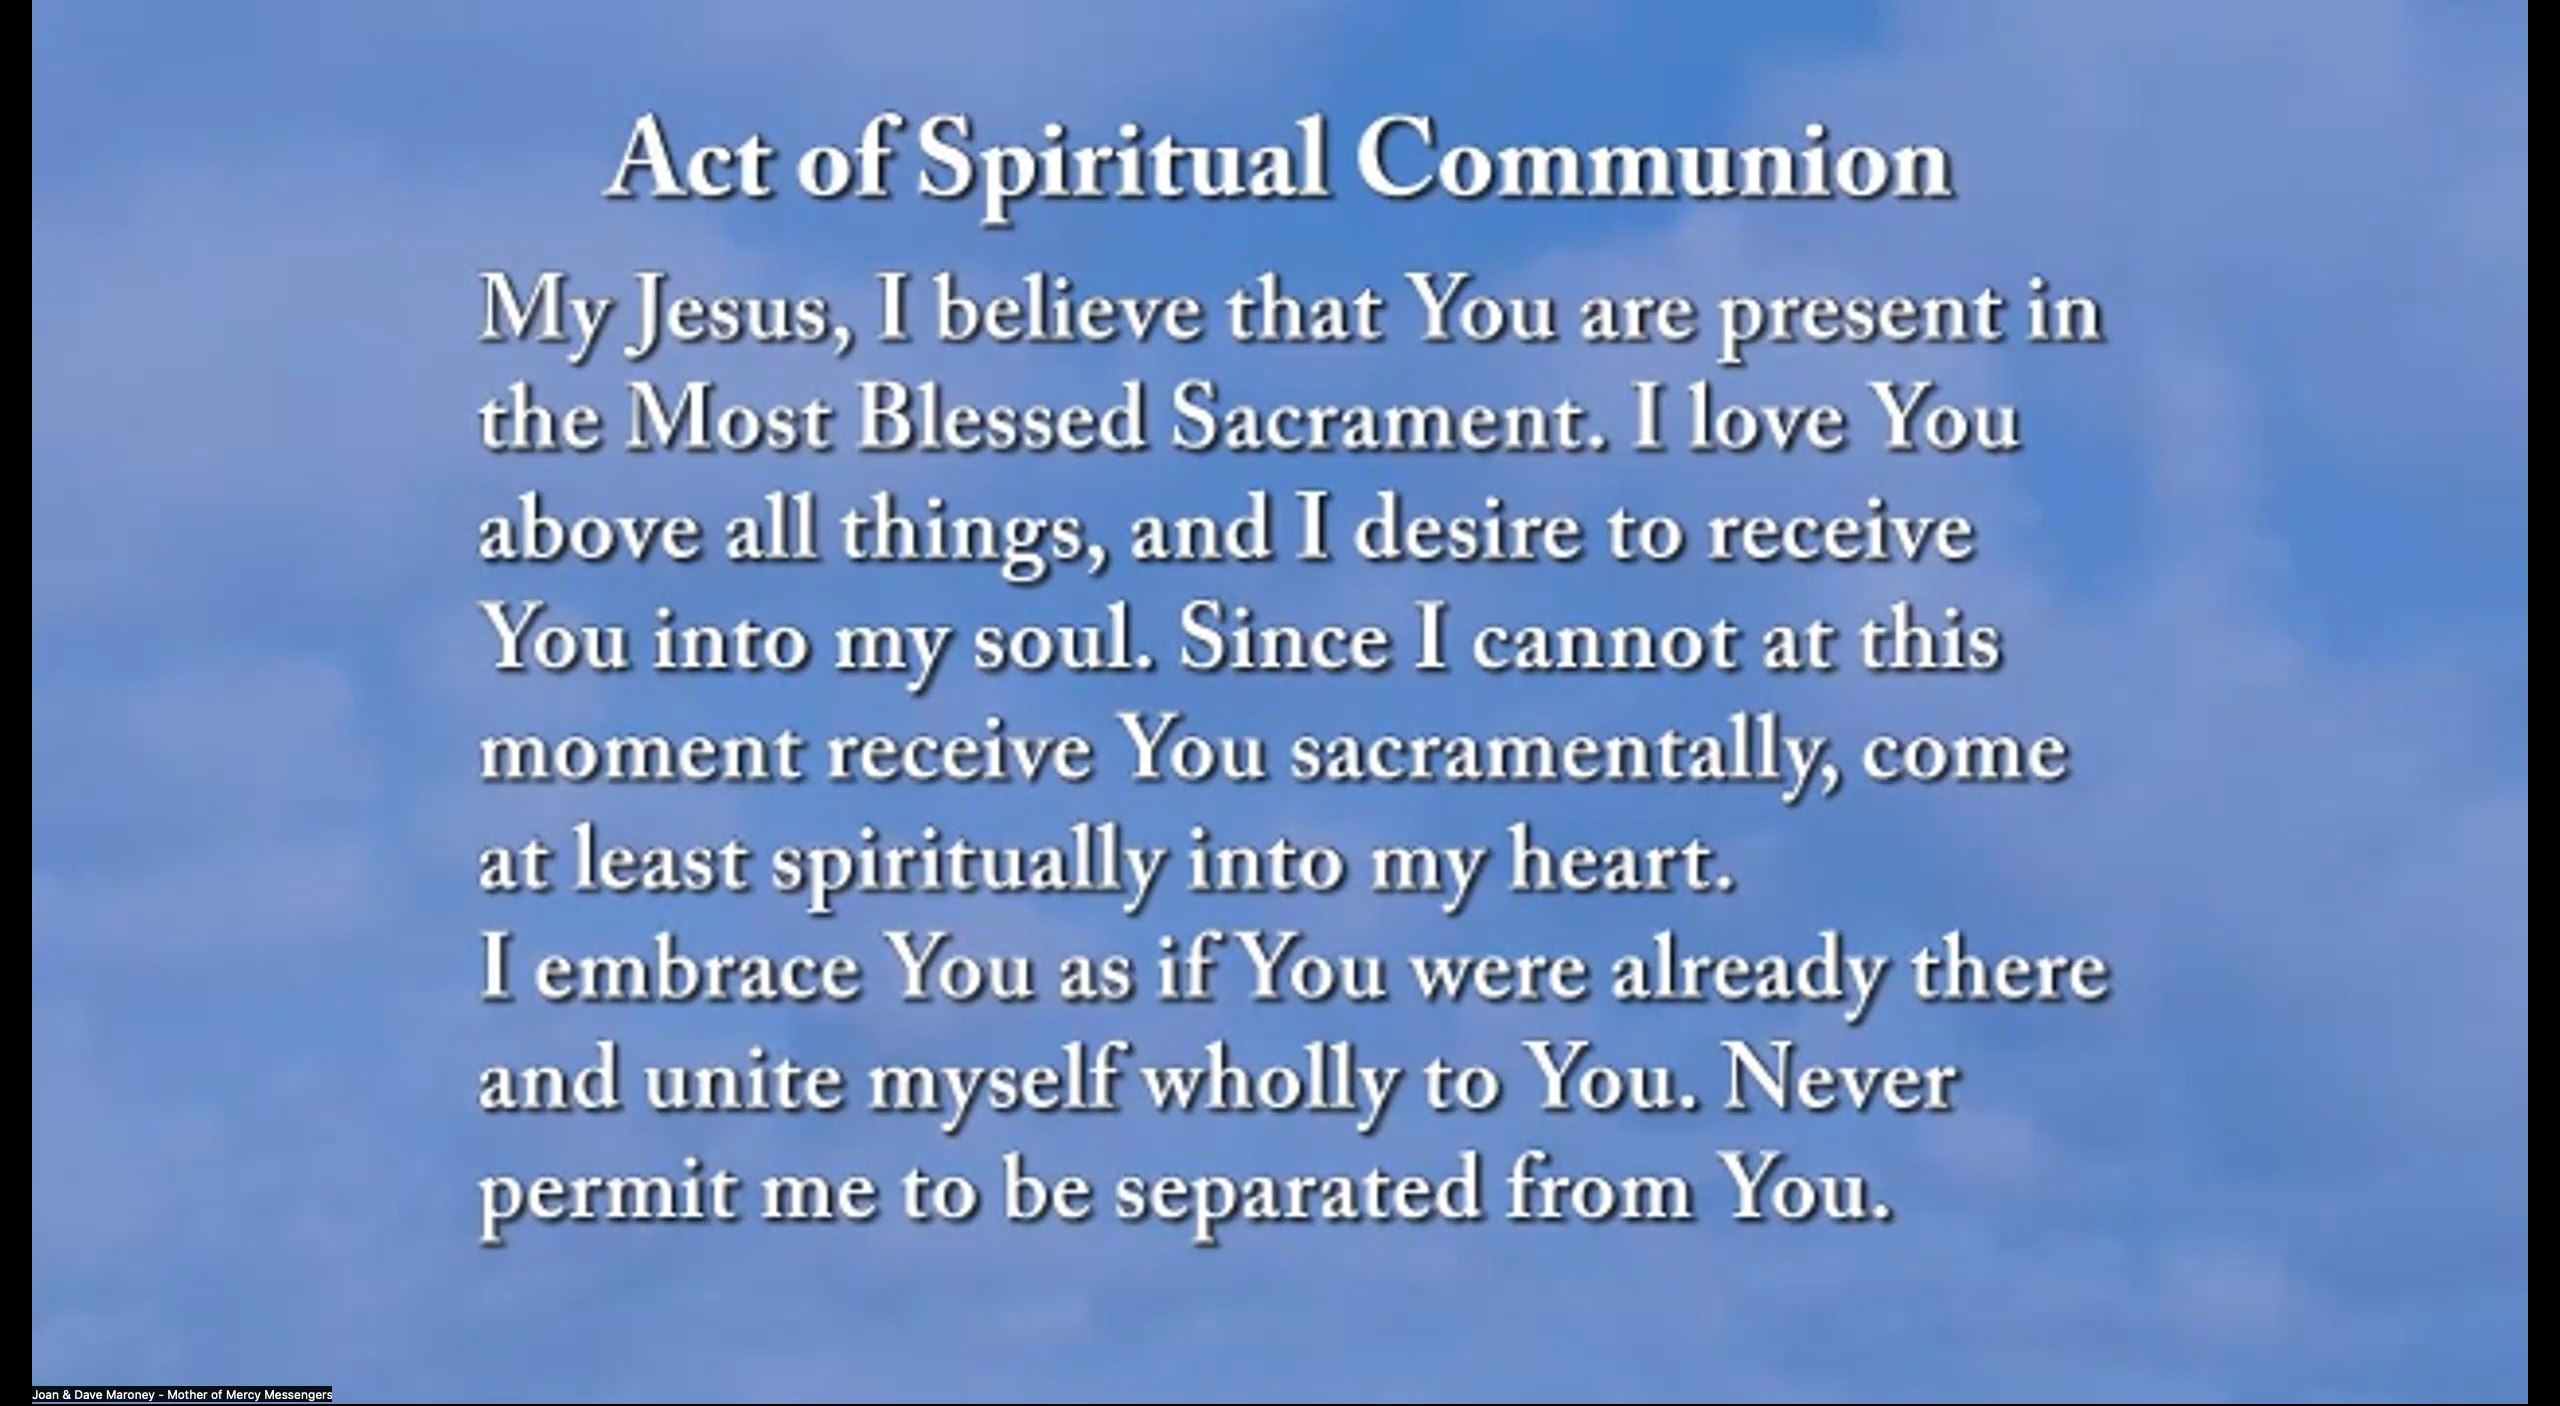 Act of Spiritual Communion
My Jesus, I believe that You are present in
the Most Blessed Sacrament. I love You
above all things, and I desire to receive
You into my soul. Since I cannot at this
moment receive You sacramentally, come
at least spiritually into my heart.
I embrace You as if You were already there
and unite myself wholly to You. Never
permit me to be separated from You.
Joan & Dave Maroney - Mother of Mercy Messengers